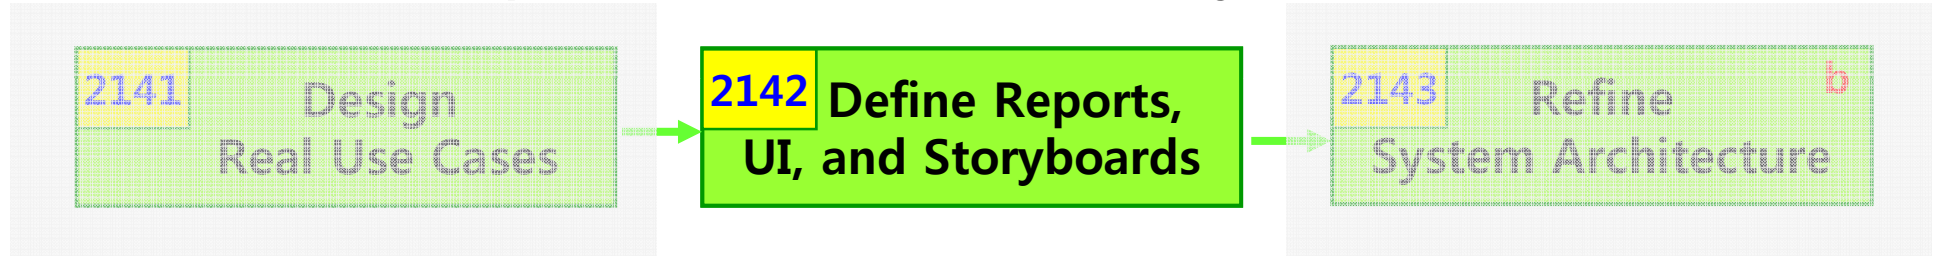 2141
Design
Real Use Cases
2142
Define Reports,
UI, and Storyboards
2143
b
Refine
System Architecture